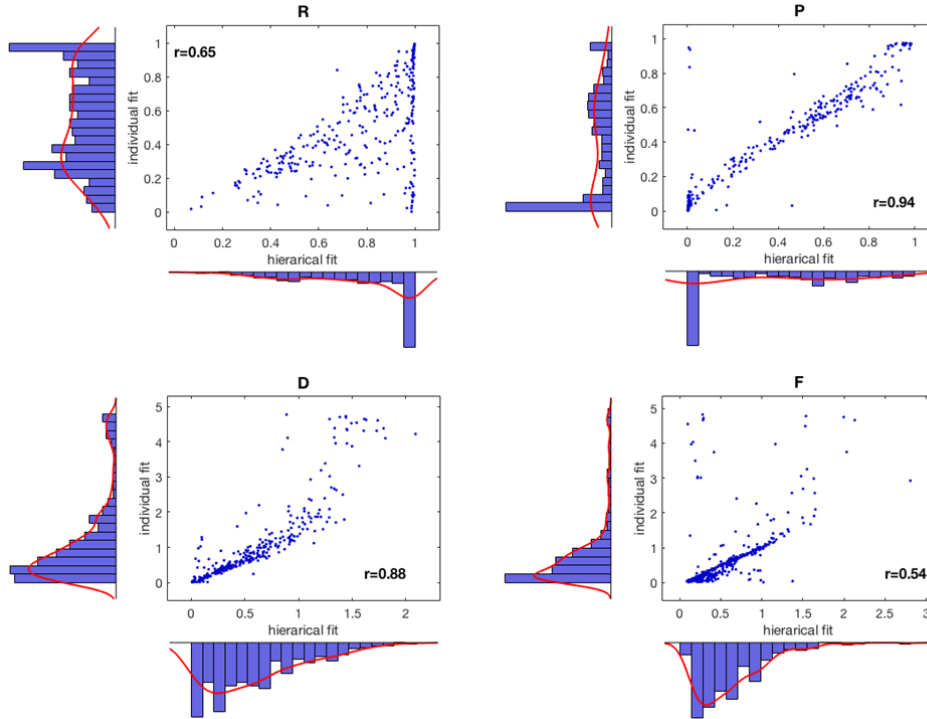 R
P
r=0.65
r=0.94
individual fit
individual fit
1
0.8
0.6
0.4
0.2
0
1
0.8
0.6
0.4
0.2
0
0 0.2 0.4 0.6 0.8 1
0 0.2 0.4 0.6 0.8 1
hierarical fit
hierarical fit
D
F
r=0.88
r=0.54
individual fit
individual fit
5
4
3
2
1
0
5
4
3
2
1
0
0 0.5 1 1.5 2
0 0.5 1 1.5 2 2.5 3
hierarical fit
hierarical fit